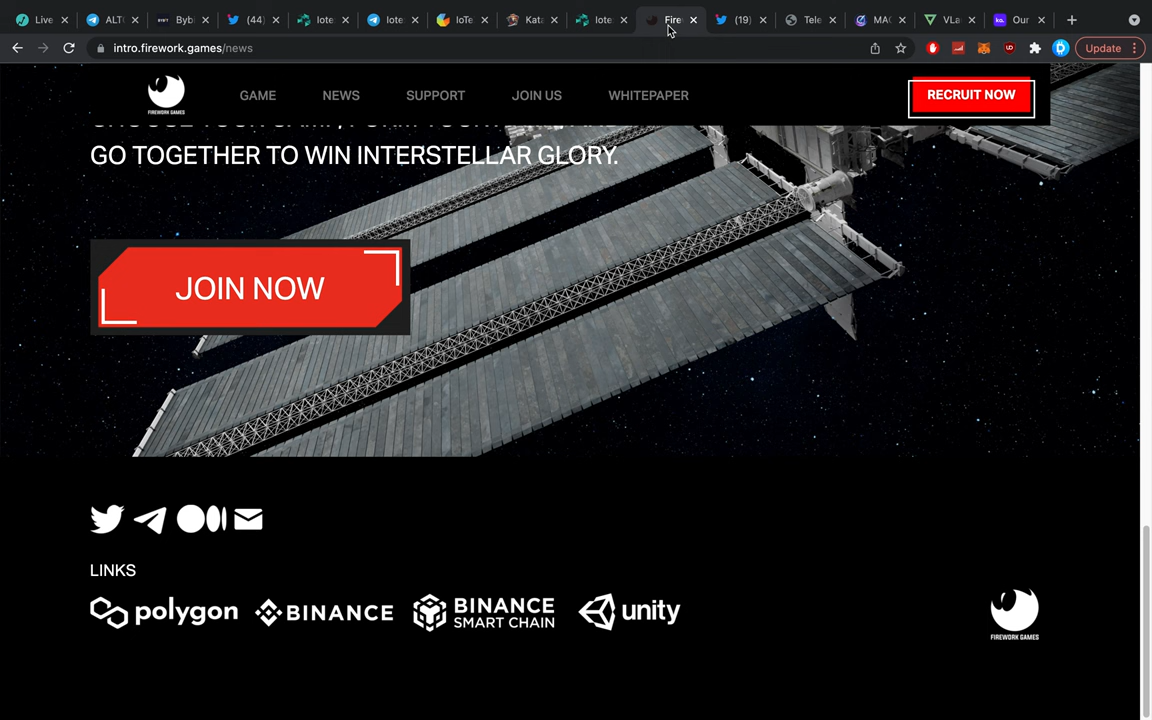 Live
ALTC
Byb
(44)
Iote
Iote
IoTe
Kata
Iote
Fire
(19)
Tele
MAC
VLa
Our
intro.firework.games/news
Update
FIREWORK GAMES
GAME
NEWS
SUPPORT
JOIN US
WHITEPAPER
RECRUIT NOW
GO TOGETHER TO WIN INTERSTELLAR GLORY.
JOIN NOW
LINKS
polygon
BINANCE
BINANCE
SMART CHAIN
unity
FIREWORK GAMES